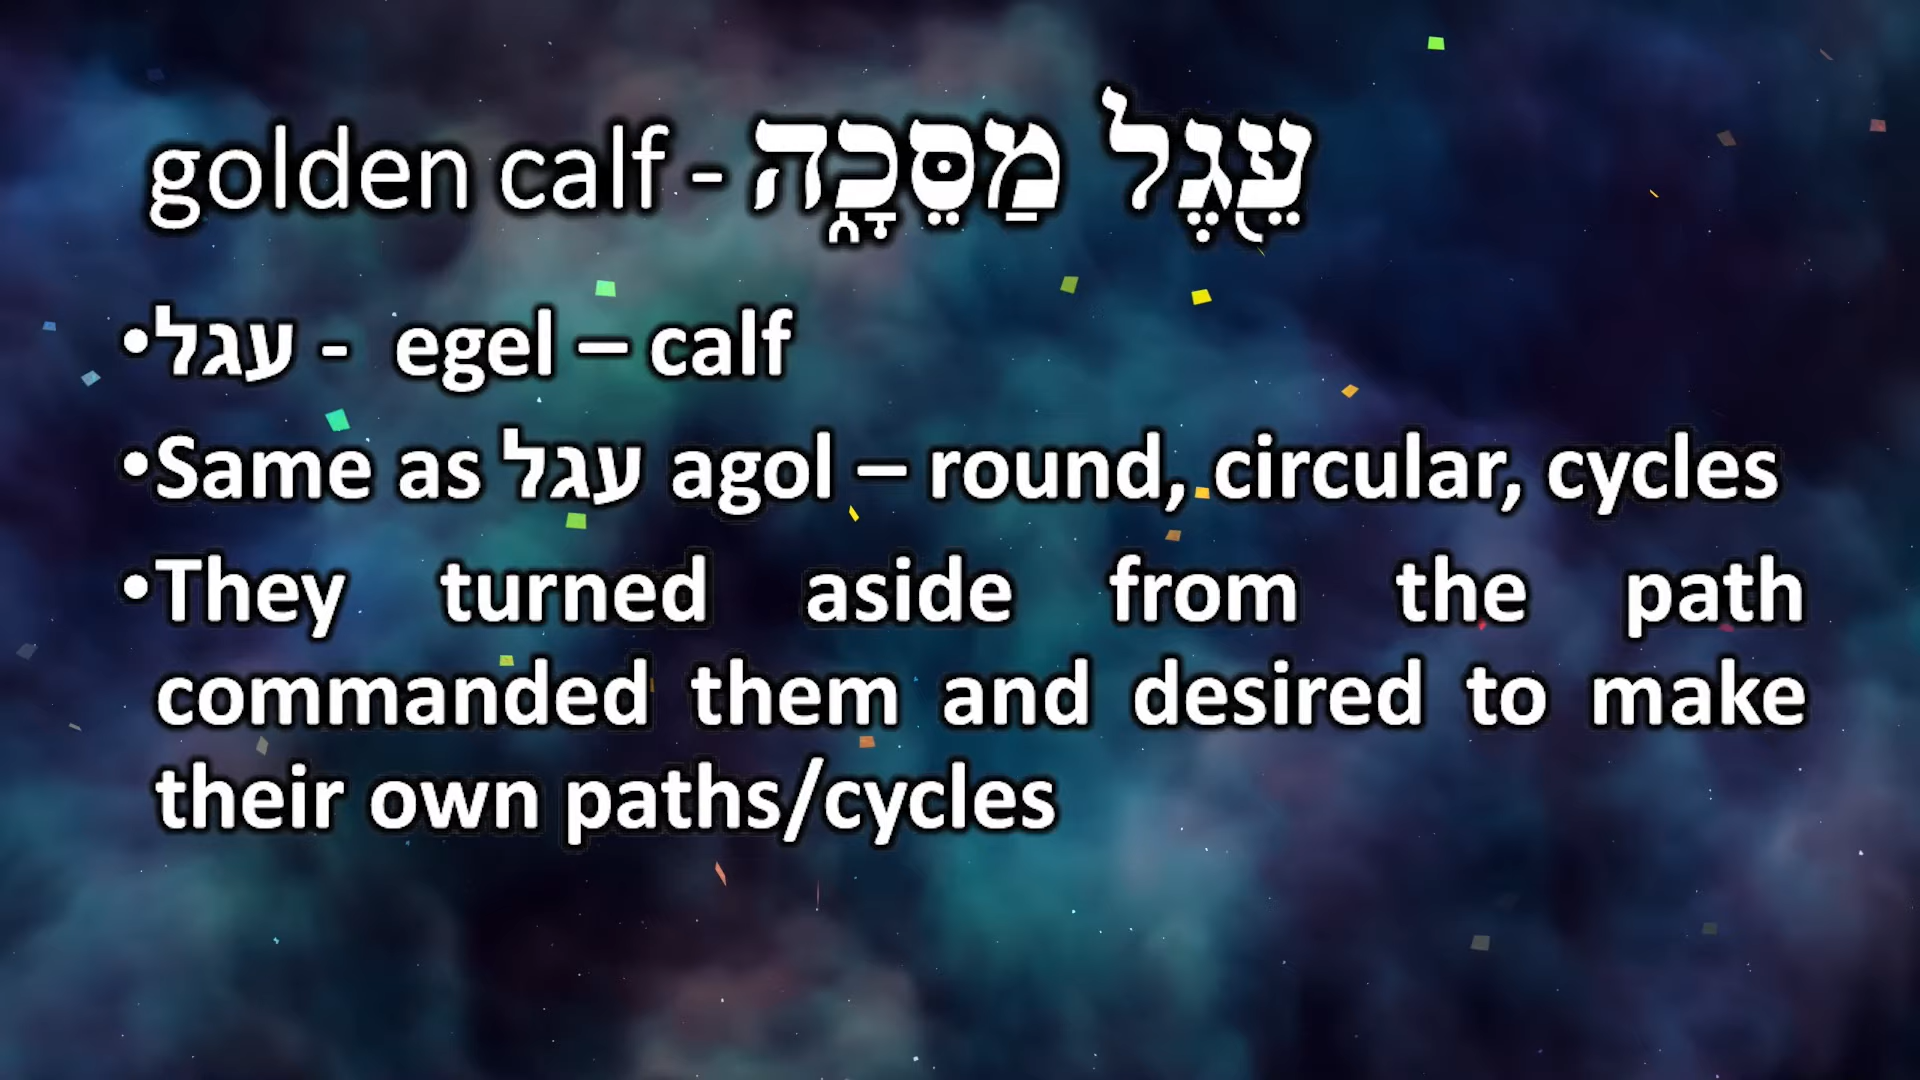 golden calf - עֵ֖גֶל מַסֵּכָ֑ה
•עגל -  egel – calf
•Same as עגל agol – round, circular, cycles
•They turned aside from the path
commanded them and desired to make
their own paths/cycles